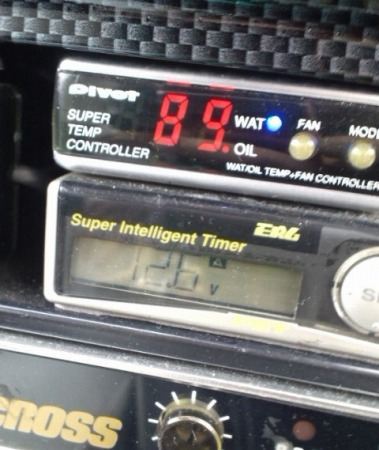 PIVOT
SUPER
TEMP
CONTROLLER
89.
WAT
OIL
FAN
MODE
WAT/OIL TEMP+FAN CONTROLLER
Super Intelligent Timer
ERG
12.6 V
CROSS